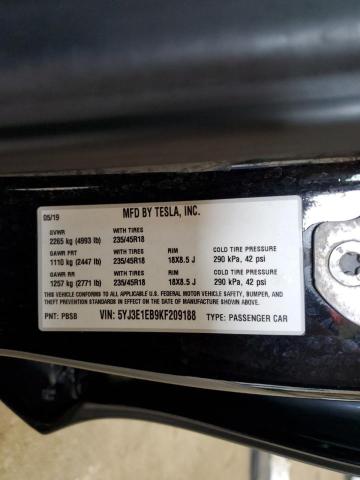 05/19 MFD BY TESLA, INC.
GVWR WITH TIRES
2265 kg (4993 lb) 235/45R18
GAWR FRT WITH TIRES RIM COLD TIRE PRESSURE
1110 kg (2447 lb) 235/45R18 18X8.5 J 290 kPa, 42 psi
GAWR RR WITH TIRES RIM COLD TIRE PRESSURE
1257 kg (2771 lb) 235/45R18 18X8.5 J 290 kPa, 42 psi
THIS VEHICLE CONFORMS TO ALL APPLICABLE U.S. FEDERAL MOTOR VEHICLE SAFETY, BUMPER, AND
THEFT PREVENTION STANDARDS IN EFFECT ON THE DATE OF MANUFACTURE SHOWN ABOVE.
PNT: PBSB VIN: 5YJ3E1EB9KF209188 TYPE: PASSENGER CAR